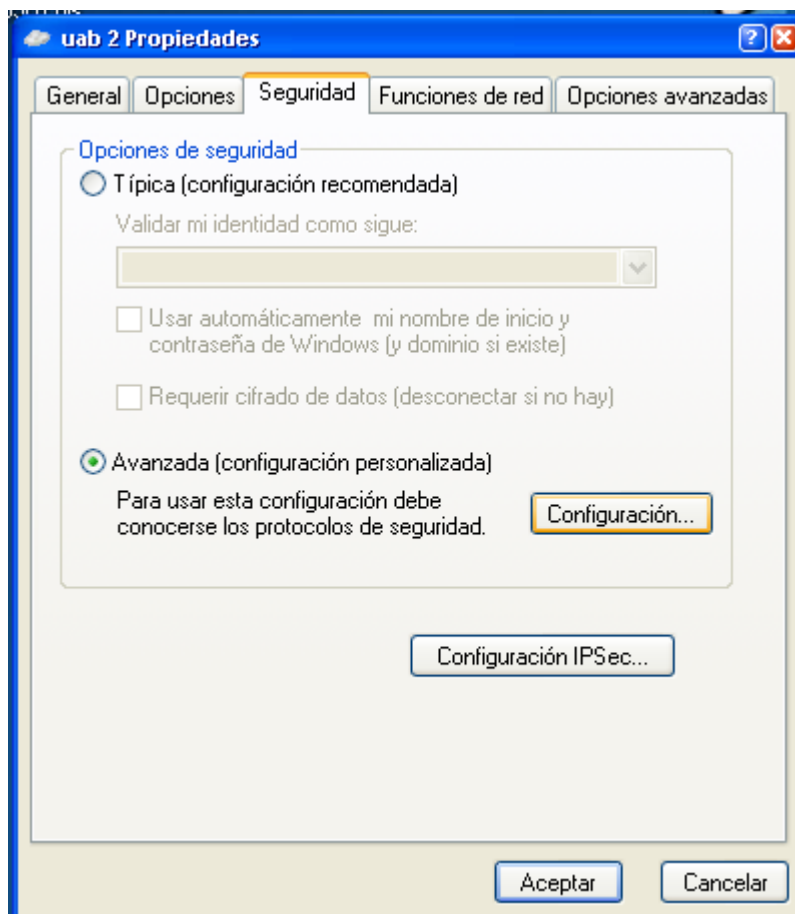 uab 2 Propiedades
General
Opciones
Seguridad
Funciones de red
Opciones avanzadas
Opciones de seguridad
Típica (configuración recomendada)
Validar mi identidad como sigue:
Usar automáticamente mi nombre de inicio y
contraseña de Windows (y dominio si existe)
Requerir cifrado de datos (desconectar si no hay)
Avanzada (configuración personalizada)
Para usar esta configuración debe
conocerse los protocolos de seguridad.
Configuración...
Configuración IPSec...
Aceptar
Cancelar